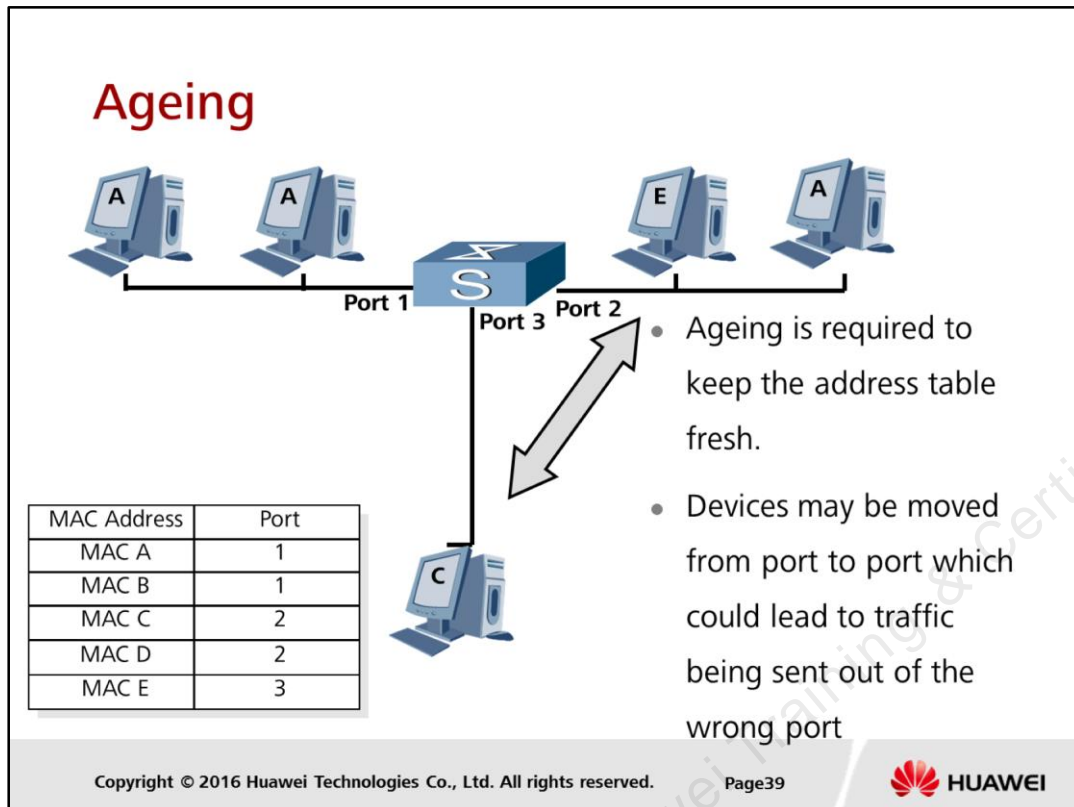 Ageing
A
A
E
A
S
Port 1
Port 3
Port 2
C
• Ageing is required to
keep the address table
fresh.
• Devices may be moved
from port to port which
could lead to traffic
being sent out of the
wrong port
MAC Address Port
MAC A 1
MAC B 1
MAC C 2
MAC D 2
MAC E 3
Copyright © 2016 Huawei Technologies Co., Ltd. All rights reserved.
Page39
HUAWEI
Training &